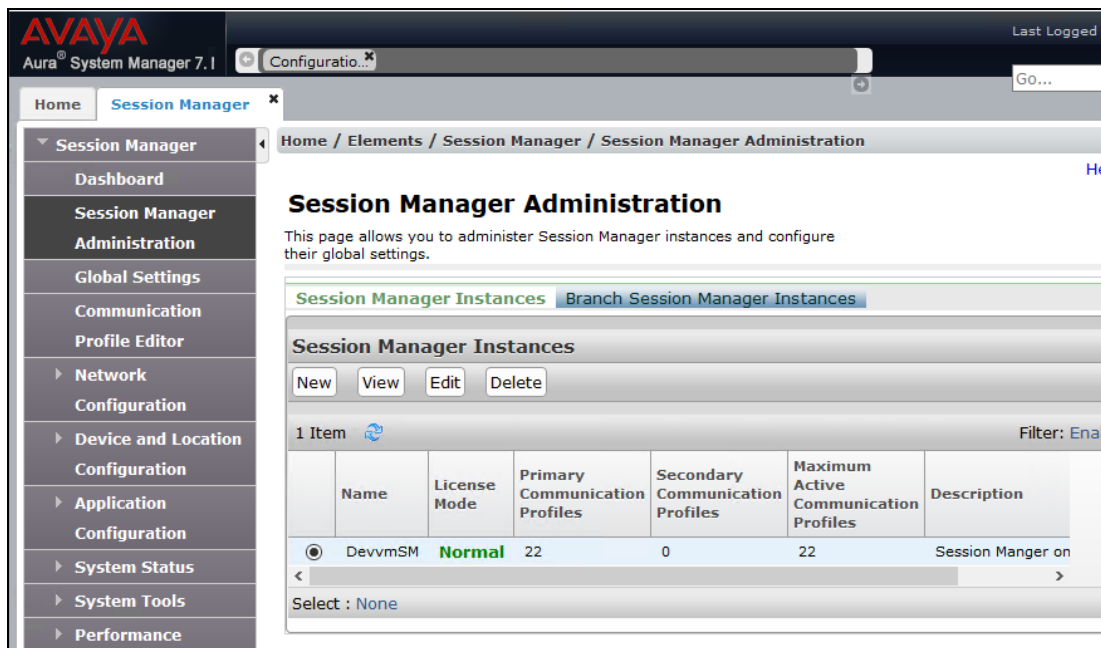 AVAYA
Last Logged
Aura® System Manager 7.1
Configuratio...
Go...
Home
Session Manager
Session Manager
Dashboard
Session Manager
Administration
Global Settings
Communication
Profile Editor
Network
Configuration
Device and Location
Configuration
Application
Configuration
System Status
System Tools
Performance
Home / Elements / Session Manager / Session Manager Administration
He
Session Manager Administration
This page allows you to administer Session Manager instances and configure
their global settings.
Session Manager Instances Branch Session Manager Instances
Session Manager Instances
New View Edit Delete
1 Item Filter: Ena
Name
License
Mode
Primary
Communication
Profiles
Secondary
Communication
Profiles
Maximum
Active
Communication
Profiles
Description
DevvmSM Normal 22 0 22 Session Manger on
Select : None